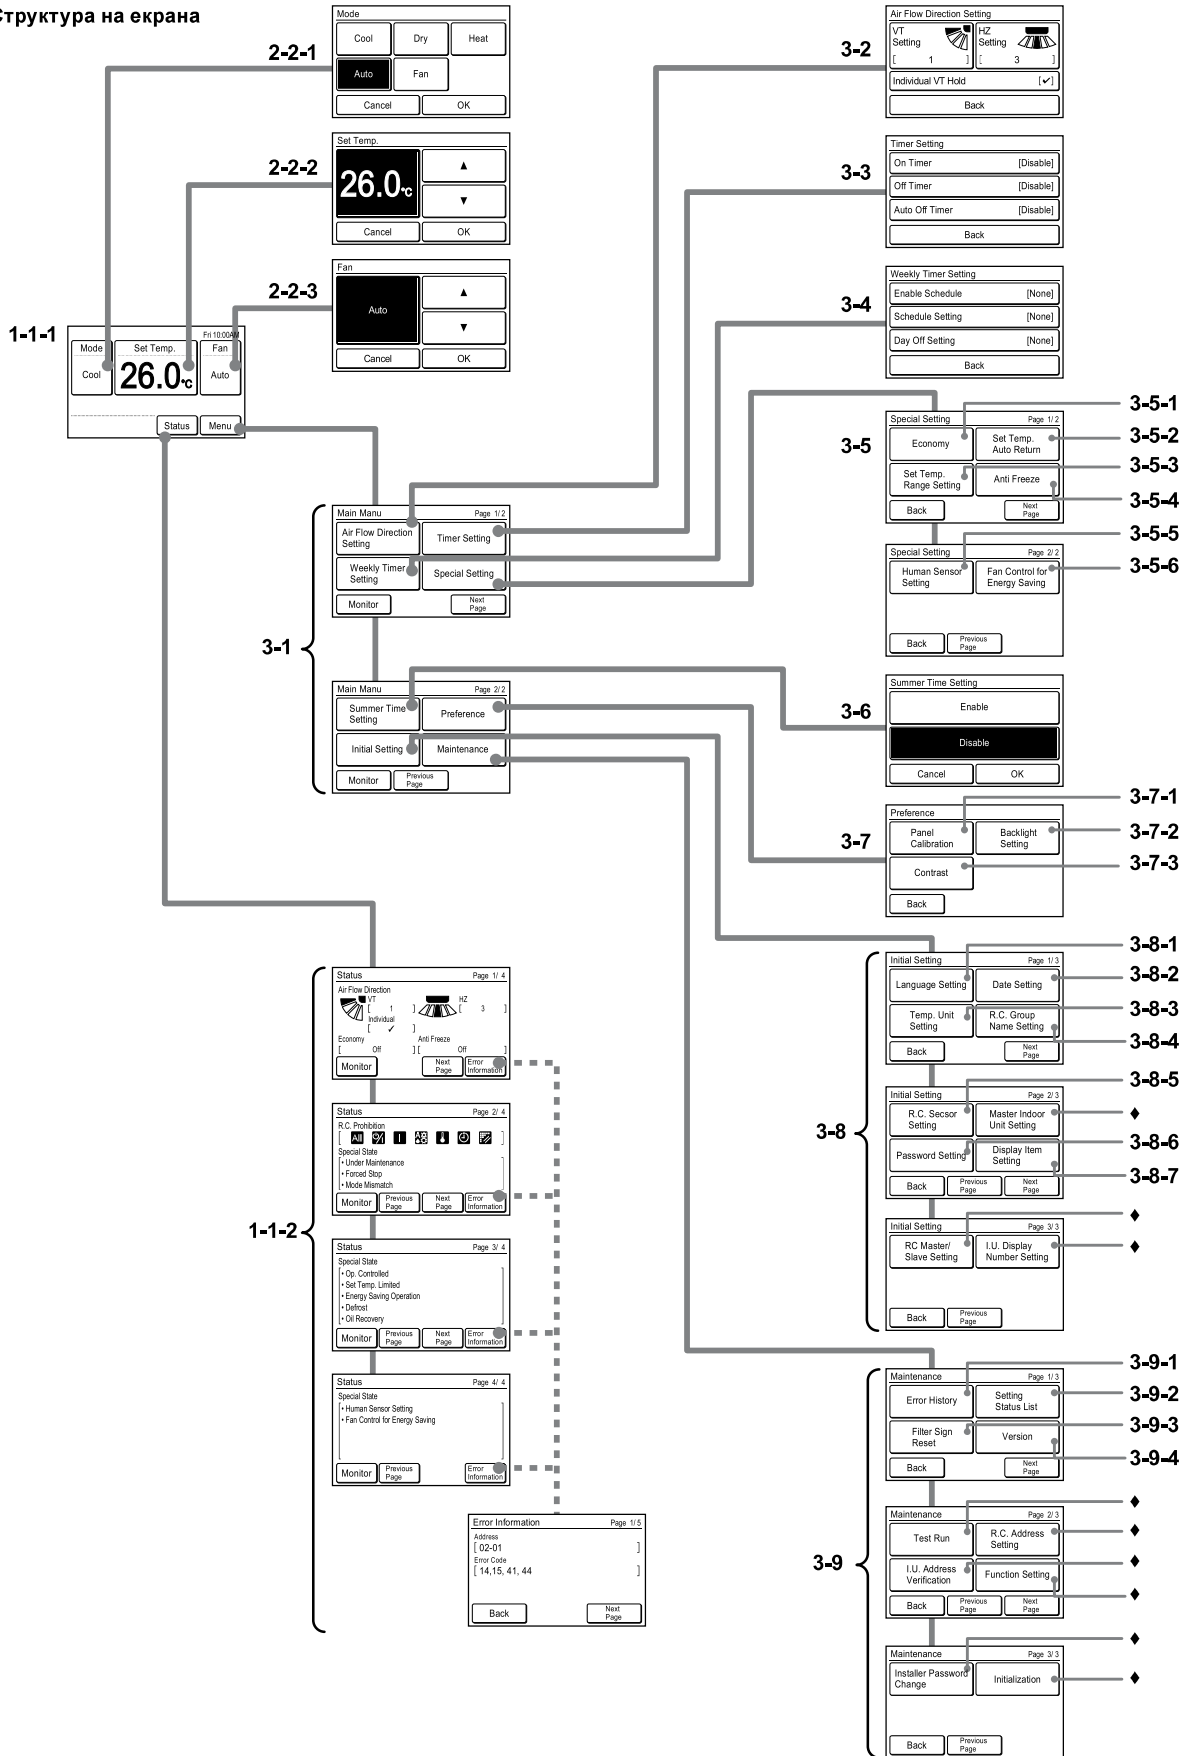 Структура на екрана
2-2-1
Mode
Cool Dry Heat
Auto Fan
Cancel OK
2-2-2
Set Temp.
26.0°C
▲
▼
Cancel OK
2-2-3
Fan
Auto
▲
▼
Cancel OK
1-1-1
Fri 10:00AM
Mode Set Temp. Fan
Cool 26.0°C Auto
Status Menu
3-1
Main Manu Page 1/2
Air Flow Direction
Setting
Timer Setting
Weekly Timer
Setting
Special Setting
Monitor
Next
Page
Main Manu Page 2/2
Summer Time
Setting
Preference
Initial Setting Maintenance
Monitor
Previous
Page
1-1-2
Status Page 1/ 4
Air Flow Direction
VT
[ 1 ]
HZ
[ 3 ]
Individual
[ ✓ ]
Economy Anti Freeze
[ Off ] [ Off ]
Monitor
Next
Page
Error
Information
Status Page 2/ 4
R.C. Prohibition
[ All ]
Special State
• Under Maintenance
• Forced Stop
• Mode Mismatch
Monitor
Previous
Page
Next
Page
Error
Information
Status Page 3/ 4
Special State
• Op. Controlled
• Set Temp. Limited
• Energy Saving Operation
• Defrost
• Oil Recovery
Monitor
Previous
Page
Next
Page
Error
Information
Status Page 4/ 4
Special State
• Human Sensor Setting
• Fan Control for Energy Saving
Monitor
Previous
Page
Error
Information
Error Information Page 1/5
Address
[ 02-01 ]
Error Code
[ 14,15, 41, 44 ]
Back
Next
Page
3-2
Air Flow Direction Setting
VT
Setting
[ 1 ]
HZ
Setting
[ 3 ]
Individual VT Hold [✓]
Back
3-3
Timer Setting
On Timer [Disable]
Off Timer [Disable]
Auto Off Timer [Disable]
Back
3-4
Weekly Timer Setting
Enable Schedule [None]
Schedule Setting [None]
Day Off Setting [None]
Back
3-5
Special Setting Page 1/2
Economy
Set Temp.
Auto Return
Set Temp.
Range Setting
Anti Freeze
Back
Next
Page
3-5-1
3-5-2
3-5-3
3-5-4
Special Setting Page 2/2
Human Sensor
Setting
Fan Control for
Energy Saving
Back
Previous
Page
3-5-5
3-5-6
3-6
Summer Time Setting
Enable
Disable
Cancel OK
3-7
Preference
Panel
Calibration
Backlight
Setting
Contrast
Back
3-7-1
3-7-2
3-7-3
3-8
Initial Setting Page 1/3
Language Setting Date Setting
Temp. Unit
Setting
R.C. Group
Name Setting
Back
Next
Page
3-8-1
3-8-2
3-8-3
3-8-4
Initial Setting Page 2/3
R.C. Secsor
Setting
Master Indoor
Unit Setting
Password Setting
Display Item
Setting
Back
Previous
Page
Next
Page
3-8-5
♦
3-8-6
3-8-7
Initial Setting Page 3/3
RC Master/
Slave Setting
I.U. Display
Number Setting
Back
Previous
Page
♦
♦
3-9
Maintenance Page 1/3
Error History
Setting
Status List
Filter Sign
Reset
Version
Back
Next
Page
3-9-1
3-9-2
3-9-3
3-9-4
Maintenance Page 2/3
Test Run
R.C. Address
Setting
I.U. Address
Verification
Function Setting
Back
Previous
Page
Next
Page
♦
♦
♦
♦
Maintenance Page 3/3
Installer Password
Change
Initialization
Back
Previous
Page
♦
♦